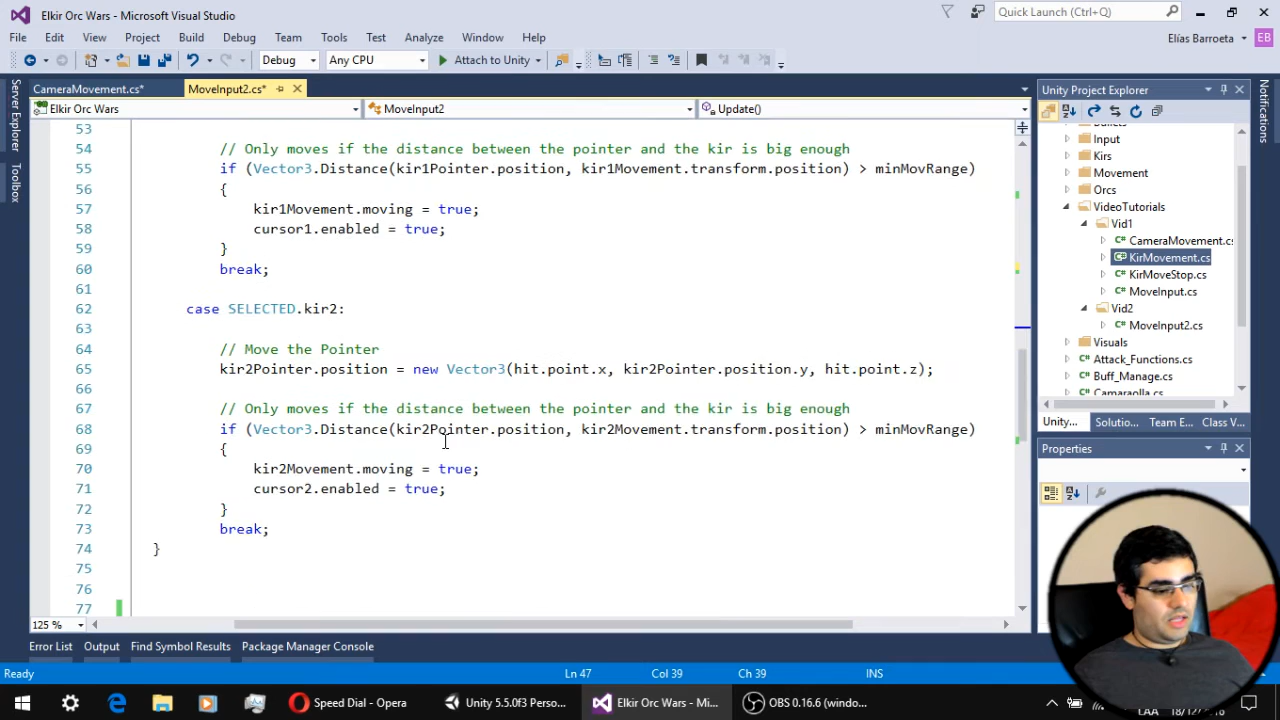 Elkir Orc Wars - Microsoft Visual Studio
Quick Launch (Ctrl+Q)
File Edit View Project Build Debug Team Tools Test Analyze Window Help
Elías Barroeta EB
Debug Any CPU Attach to Unity
CameraMovement.cs* MoveInput2.cs*
Elkir Orc Wars MoveInput2 Update()
Server Explorer
Toolbox
53
54 // Only moves if the distance between the pointer and the kir is big enough
55 if (Vector3.Distance(kir1Pointer.position, kir1Movement.transform.position) > minMovRange)
56 {
57 kir1Movement.moving = true;
58 cursor1.enabled = true;
59 }
60 break;
61
62 case SELECTED.kir2:
63
64 // Move the Pointer
65 kir2Pointer.position = new Vector3(hit.point.x, kir2Pointer.position.y, hit.point.z);
66
67 // Only moves if the distance between the pointer and the kir is big enough
68 if (Vector3.Distance(kir2Pointer.position, kir2Movement.transform.position) > minMovRange)
69 {
70 kir2Movement.moving = true;
71 cursor2.enabled = true;
72 }
73 break;
74 }
75
76
77
125 %
Unity Project Explorer
Bullets
Input
Kirs
Movement
Orcs
VideoTutorials
Vid1
C# CameraMovement.cs
C# KirMovement.cs
C# KirMoveStop.cs
C# MoveInput.cs
Vid2
C# MoveInput2.cs
Visuals
C# Attack_Functions.cs
C# Buff_Manage.cs
C# Camaraolla.cs
Unity... Solutio... Team E... Class V...
Properties
Notifications
Error List Output Find Symbol Results Package Manager Console
Ready Ln 47 Col 39 Ch 39 INS
Speed Dial - Opera Unity 5.5.0f3 Person... Elkir Orc Wars - Mi... OBS 0.16.6 (windo...
LAA